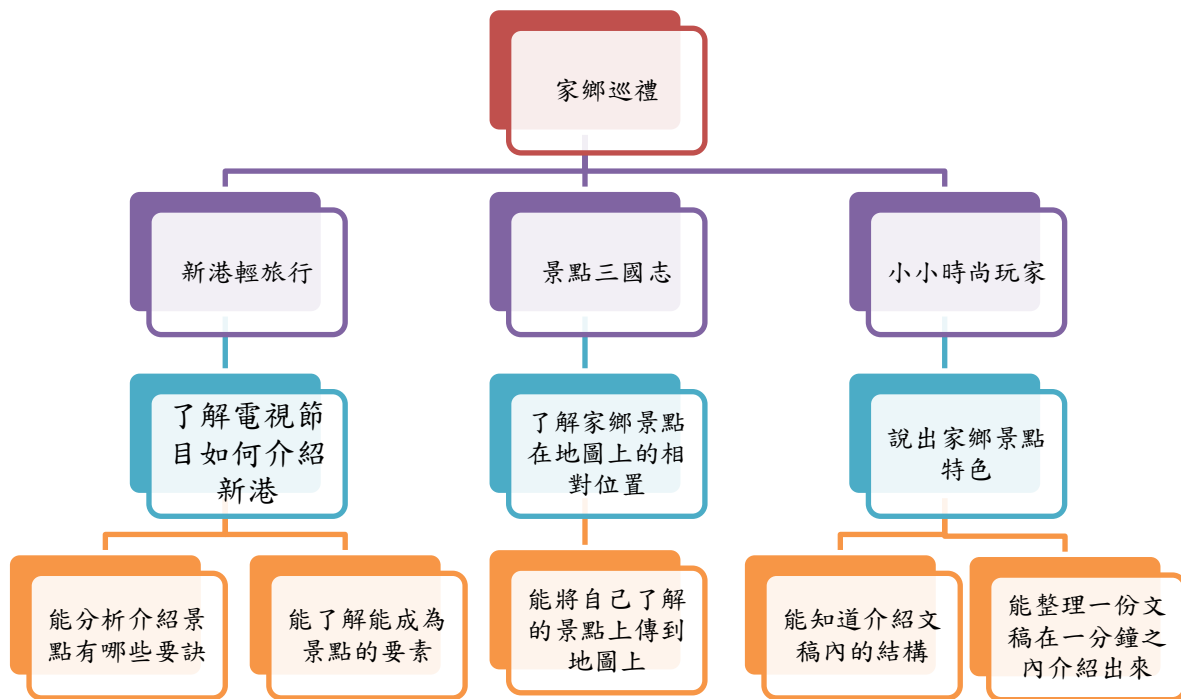 家鄉巡禮
新港輕旅行
景點三國志
小小時尚玩家
了解電視節
目如何介紹
新港
了解家鄉景點
在地圖上的相
對位置
說出家鄉景點
特色
能分析介紹景
點有哪些要訣
能了解能成為
景點的要素
能將自己了解
的景點上傳到
地圖上
能知道介紹文
稿內的結構
能整理一份文
稿在一分鐘之
內介紹出來